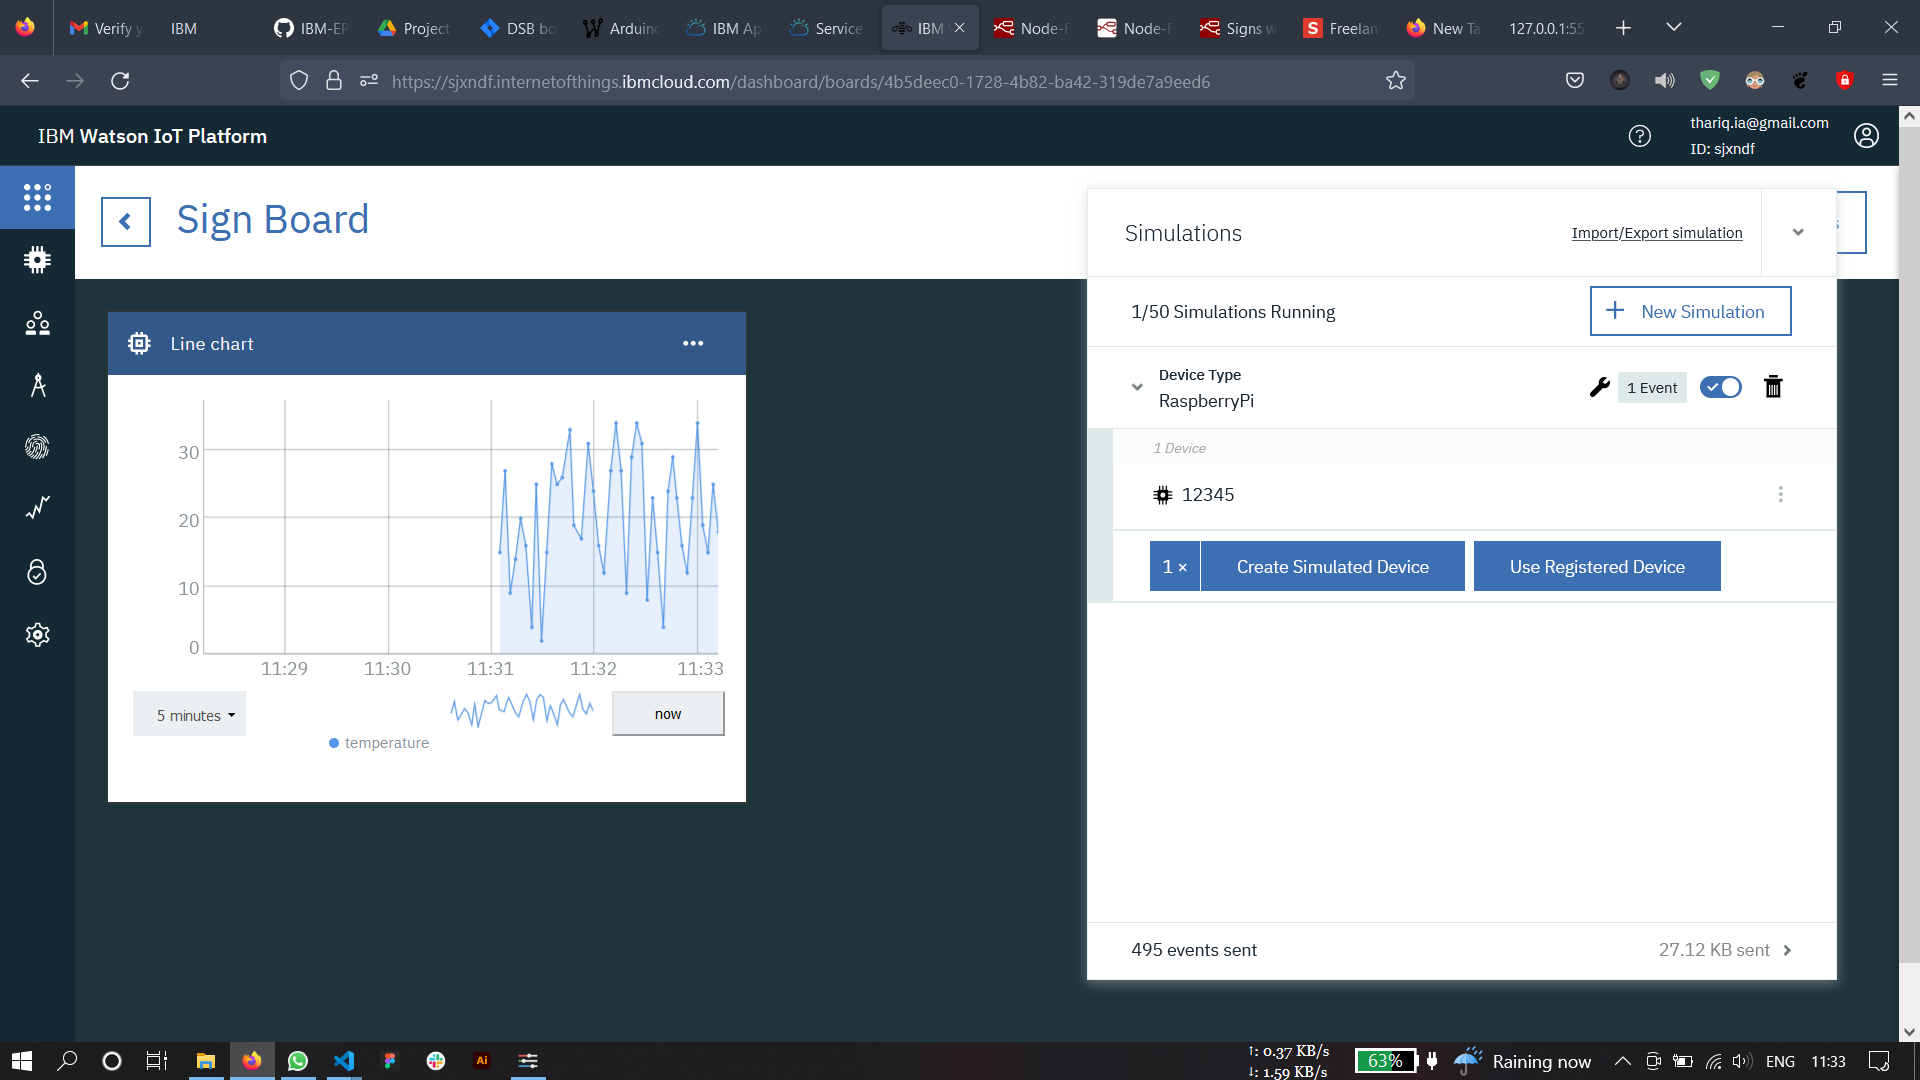 Verify y
IBM
IBM-EP
Project
DSB bo
Arduino
IBM Ap
Service
IBM
Node-R
Node-R
Signs w
Freelan
New Ta
127.0.0.1:55
https://sjxndf.internetofthings.ibmcloud.com/dashboard/boards/4b5deec0-1728-4b82-ba42-319de7a9eed6
IBM Watson IoT Platform
thariq.ia@gmail.com
ID: sjxndf
Sign Board
Simulations
Import/Export simulation
1/50 Simulations Running
New Simulation
Line chart
Device Type
RaspberryPi
1 Event
1 Device
12345
1 ×
Create Simulated Device
Use Registered Device
30
20
10
0
11:29
11:30
11:31
11:32
11:33
5 minutes
now
temperature
495 events sent
27.12 KB sent
↑: 0.37 KB/s
↓: 1.59 KB/s
63%
Raining now
ENG
11:33
Ai